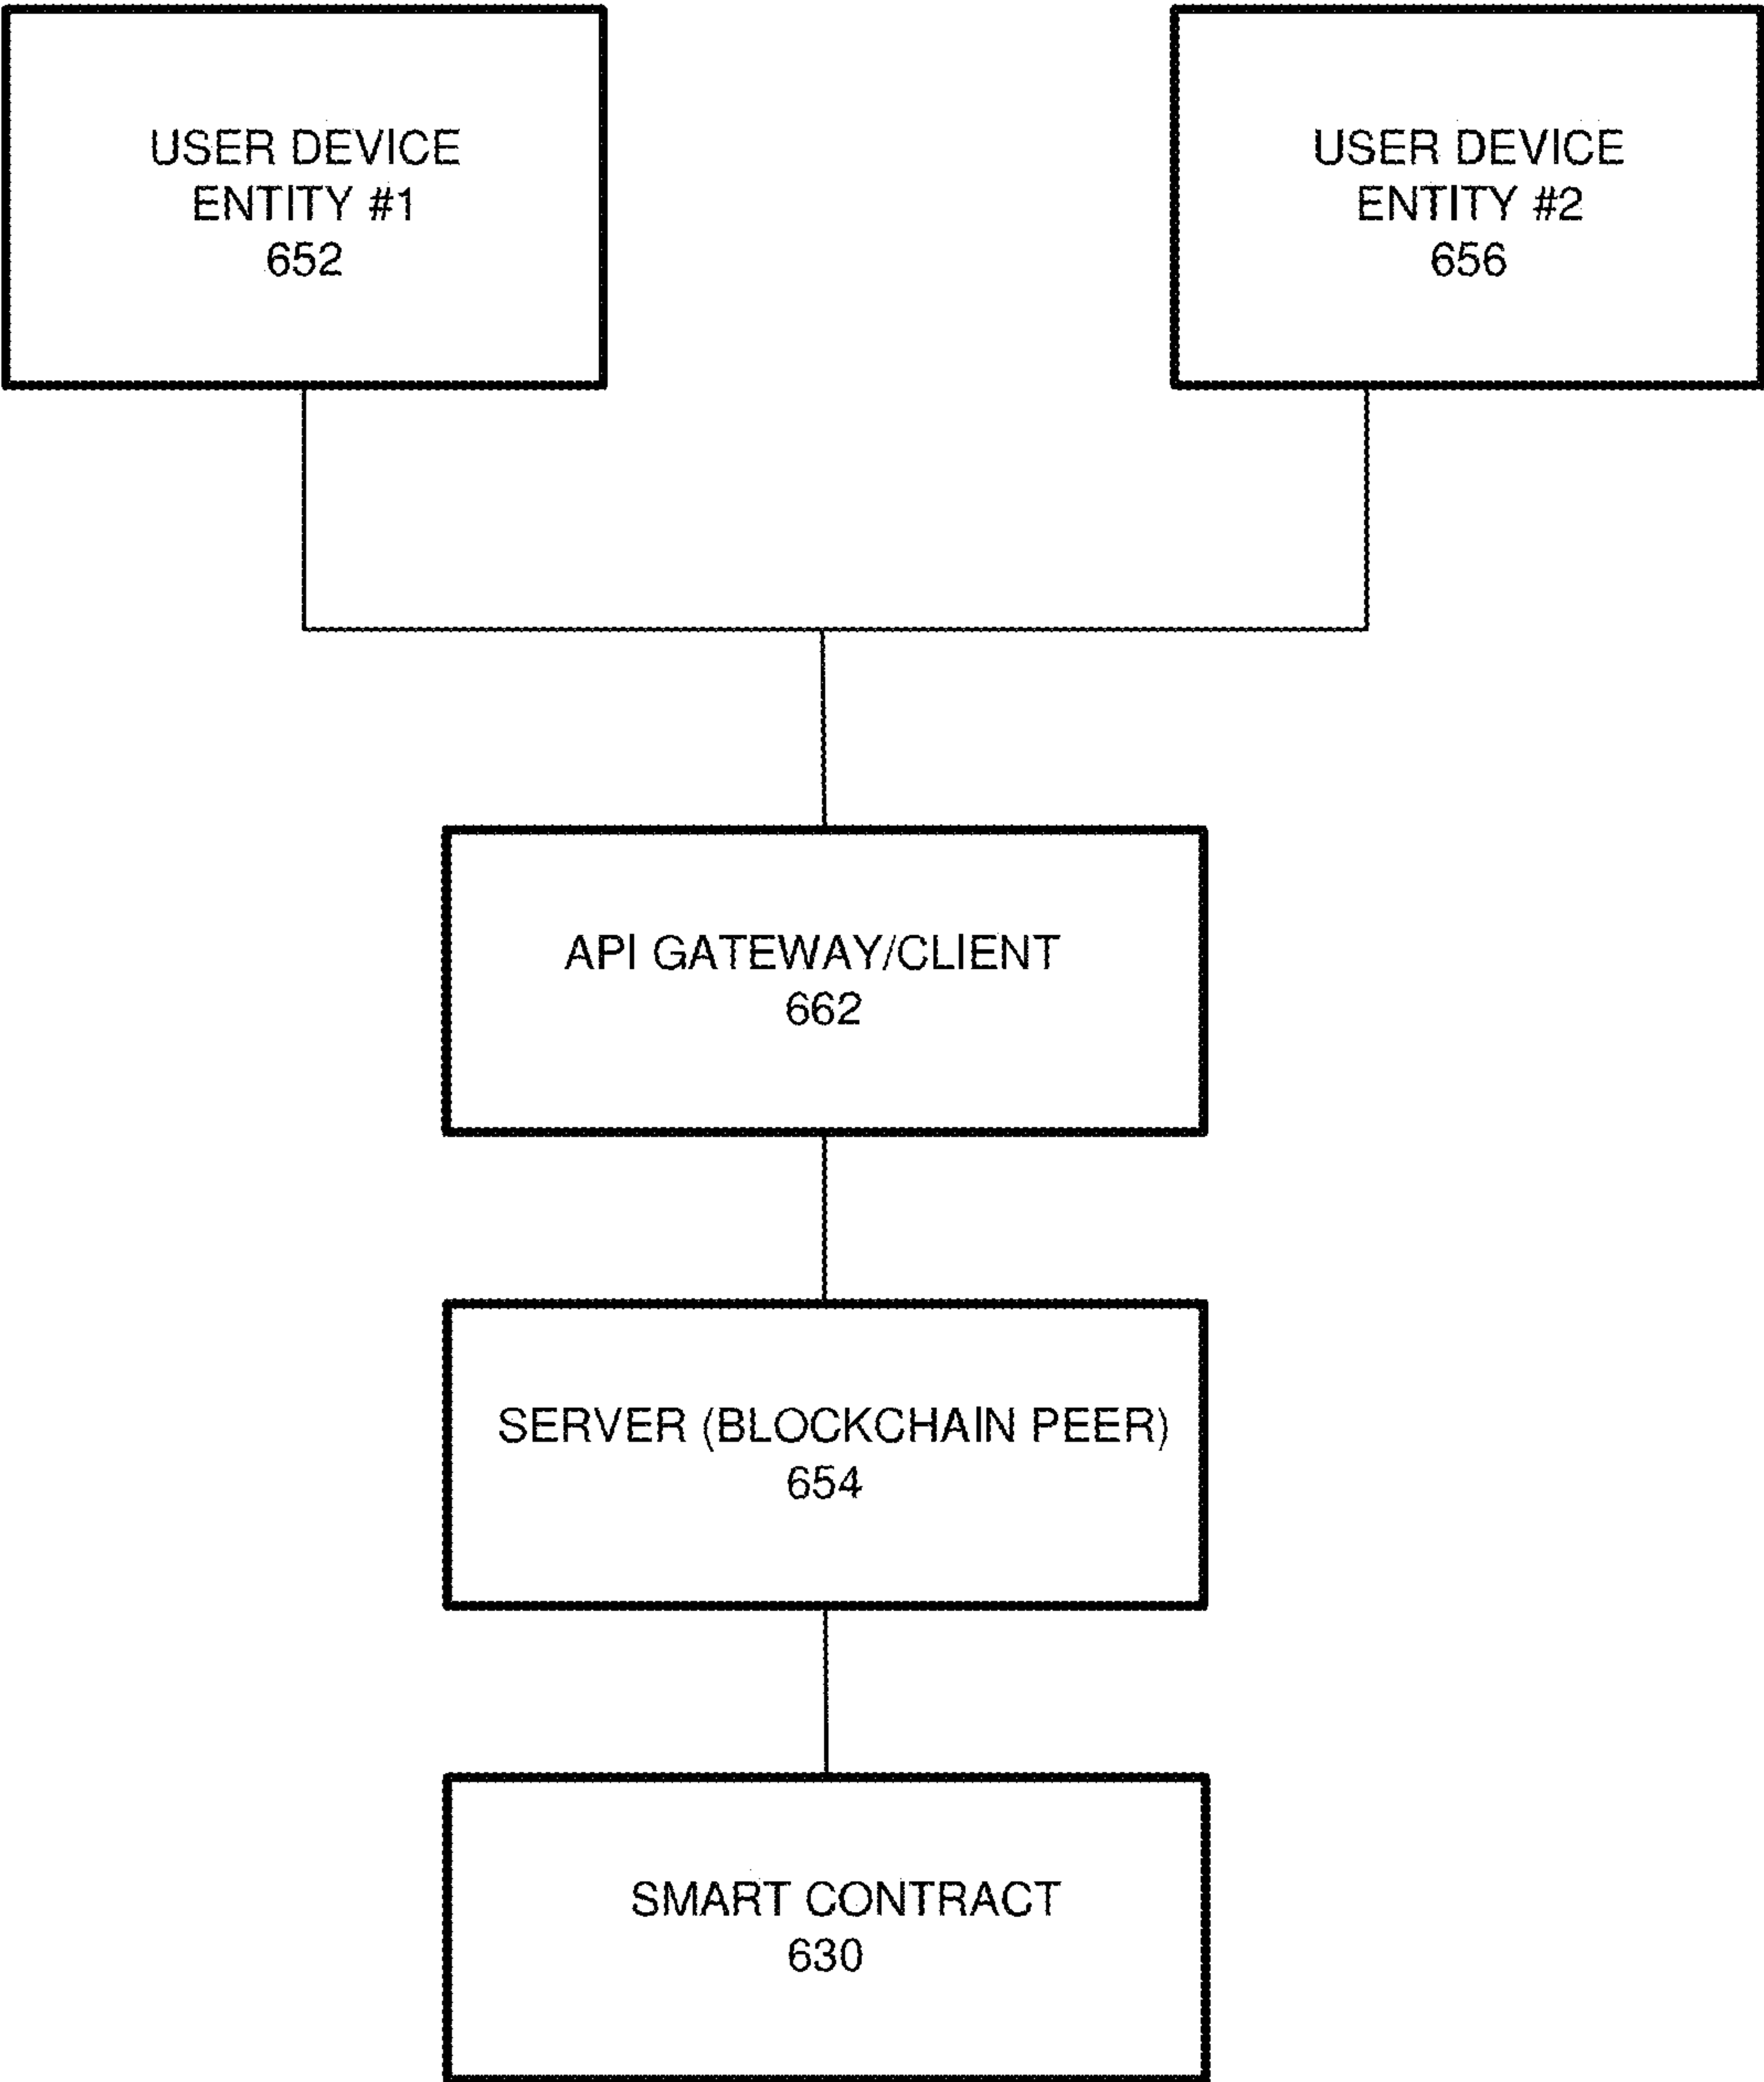 USER DEVICE
ENTITY #1
652
USER DEVICE
ENTITY #2
656
API GATEWAY/CLIENT
662
SERVER (BLOCKCHAIN PEER)
654
SMART CONTRACT
630